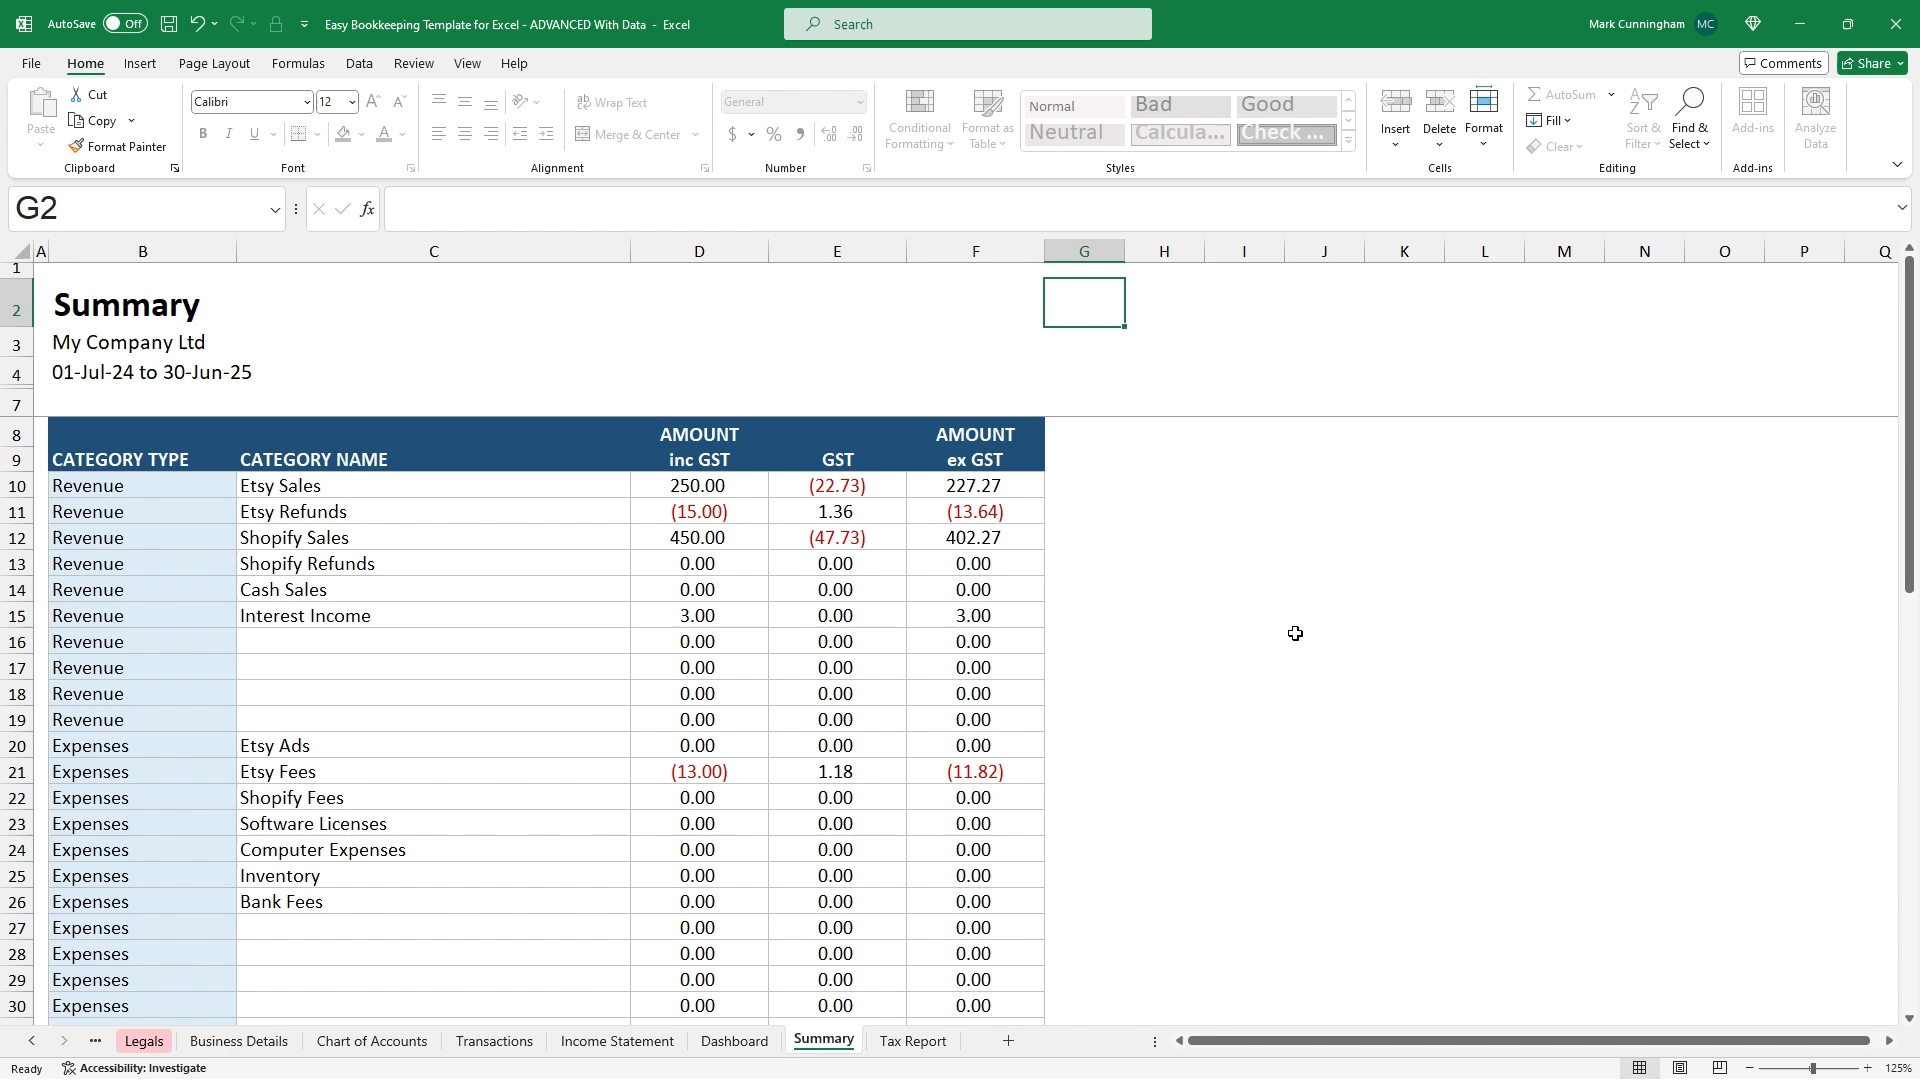 AutoSave Off Easy Bookkeeping Template for Excel - ADVANCED With Data - Excel Search Mark Cunningham MC
File Home Insert Page Layout Formulas Data Review View Help Comments Share
Paste Cut Copy Format Painter Clipboard
Calibri 12 B I U Font
Wrap Text Merge & Center Alignment
General $ % Number
Conditional Formatting Format as Table Normal Bad Good Neutral Calcula... Check ... Styles
Insert Delete Format Cells
AutoSum Fill Clear Sort & Filter Find & Select Editing
Add-ins Add-ins
Analyze Data
G2 fx
A B C D E F G H I J K L M N O P Q
1
2 Summary
3 My Company Ltd
4 01-Jul-24 to 30-Jun-25
7
8 AMOUNT AMOUNT
9 CATEGORY TYPE CATEGORY NAME inc GST GST ex GST
10 Revenue Etsy Sales 250.00 (22.73) 227.27
11 Revenue Etsy Refunds (15.00) 1.36 (13.64)
12 Revenue Shopify Sales 450.00 (47.73) 402.27
13 Revenue Shopify Refunds 0.00 0.00 0.00
14 Revenue Cash Sales 0.00 0.00 0.00
15 Revenue Interest Income 3.00 0.00 3.00
16 Revenue 0.00 0.00 0.00
17 Revenue 0.00 0.00 0.00
18 Revenue 0.00 0.00 0.00
19 Revenue 0.00 0.00 0.00
20 Expenses Etsy Ads 0.00 0.00 0.00
21 Expenses Etsy Fees (13.00) 1.18 (11.82)
22 Expenses Shopify Fees 0.00 0.00 0.00
23 Expenses Software Licenses 0.00 0.00 0.00
24 Expenses Computer Expenses 0.00 0.00 0.00
25 Expenses Inventory 0.00 0.00 0.00
26 Expenses Bank Fees 0.00 0.00 0.00
27 Expenses 0.00 0.00 0.00
28 Expenses 0.00 0.00 0.00
29 Expenses 0.00 0.00 0.00
30 Expenses 0.00 0.00 0.00
Legals Business Details Chart of Accounts Transactions Income Statement Dashboard Summary Tax Report
Ready Accessibility: Investigate 125%